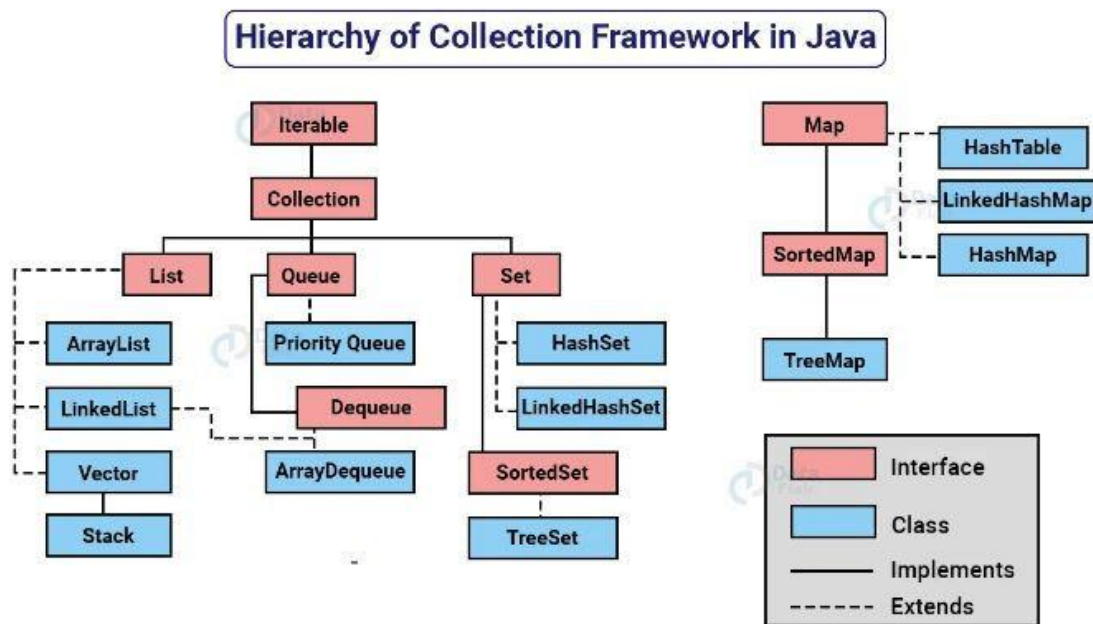 Hierarchy of Collection Framework in Java
Iterable
Collection
List
Queue
Set
ArrayList
Priority Queue
HashSet
LinkedList
Dequeue
LinkedHashSet
Vector
ArrayDequeue
SortedSet
Stack
TreeSet
Map
HashTable
LinkedHashMap
SortedMap
HashMap
TreeMap
Interface
Class
Implements
Extends